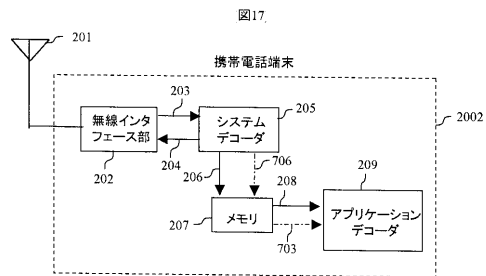 図17
201
携帯電話端末
203
205
2002
無線インタ
フェース部
システム
デコーダ
202
204
706
206
208
209
207
メモリ
703
アプリケーション
デコーダ